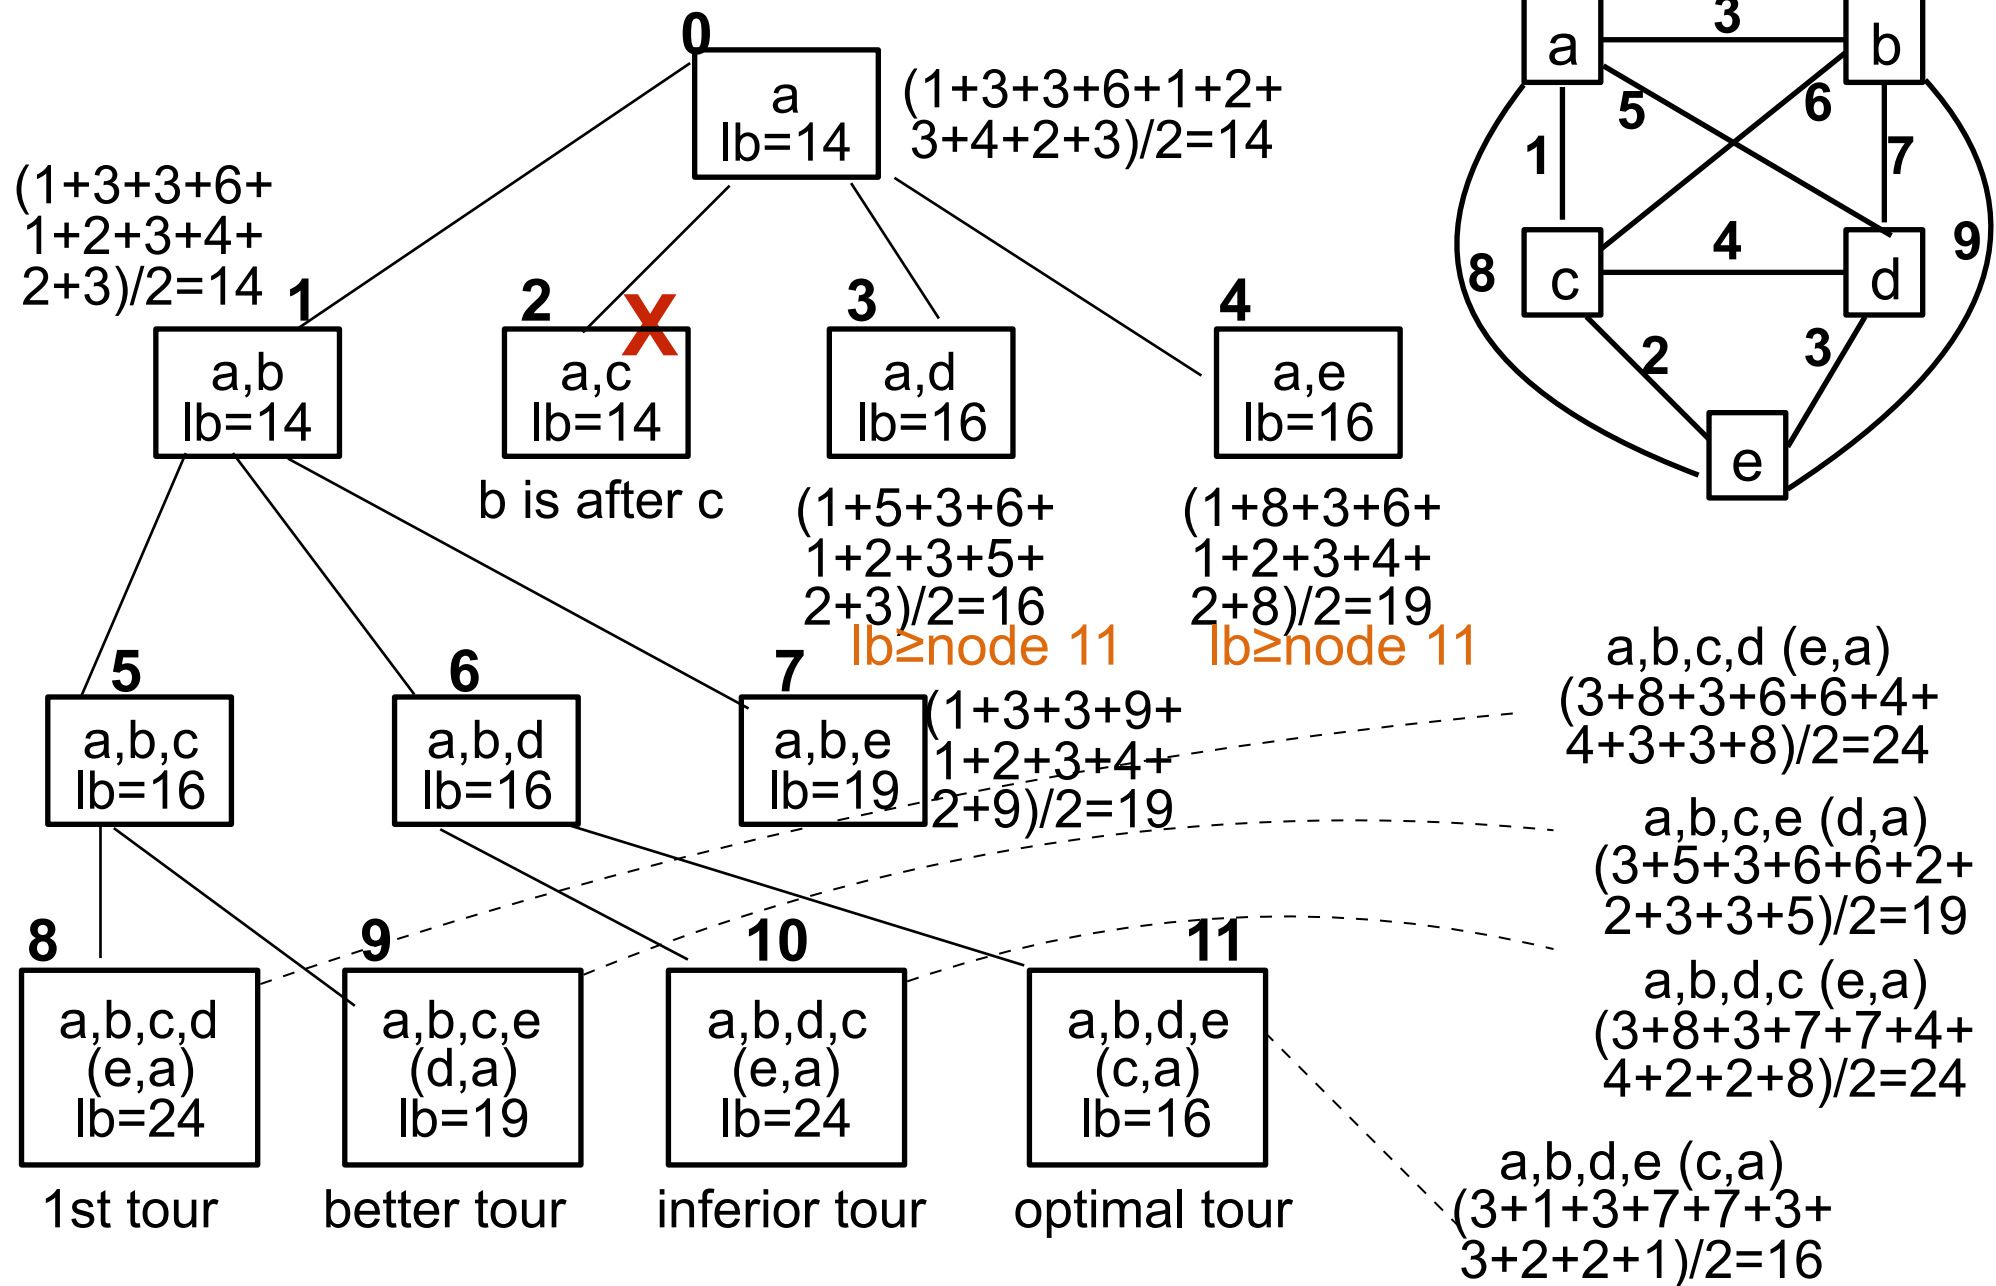 0
a
lb=14
(1+3+3+6+1+2+
3+4+2+3)/2=14
(1+3+3+6+
1+2+3+4+
2+3)/2=14
1
a,b
lb=14
2
X
a,c
lb=14
b is after c
3
a,d
lb=16
(1+5+3+6+
1+2+3+5+
2+3)/2=16
lb≥node 11
4
a,e
lb=16
(1+8+3+6+
1+2+3+4+
2+8)/2=19
lb≥node 11
a
3
b
5
6
1
7
8
c
4
d
9
2
3
e
5
a,b,c
lb=16
6
a,b,d
lb=16
7
a,b,e
lb=19
(1+3+3+9+
1+2+3+4+
2+9)/2=19
8
a,b,c,d
(e,a)
lb=24
1st tour
9
a,b,c,e
(d,a)
lb=19
better tour
10
a,b,d,c
(e,a)
lb=24
inferior tour
11
a,b,d,e
(c,a)
lb=16
optimal tour
a,b,c,d (e,a)
(3+8+3+6+6+4+
4+3+3+8)/2=24
a,b,c,e (d,a)
(3+5+3+6+6+2+
2+3+3+5)/2=19
a,b,d,c (e,a)
(3+8+3+7+7+4+
4+2+2+8)/2=24
a,b,d,e (c,a)
(3+1+3+7+7+3+
3+2+2+1)/2=16